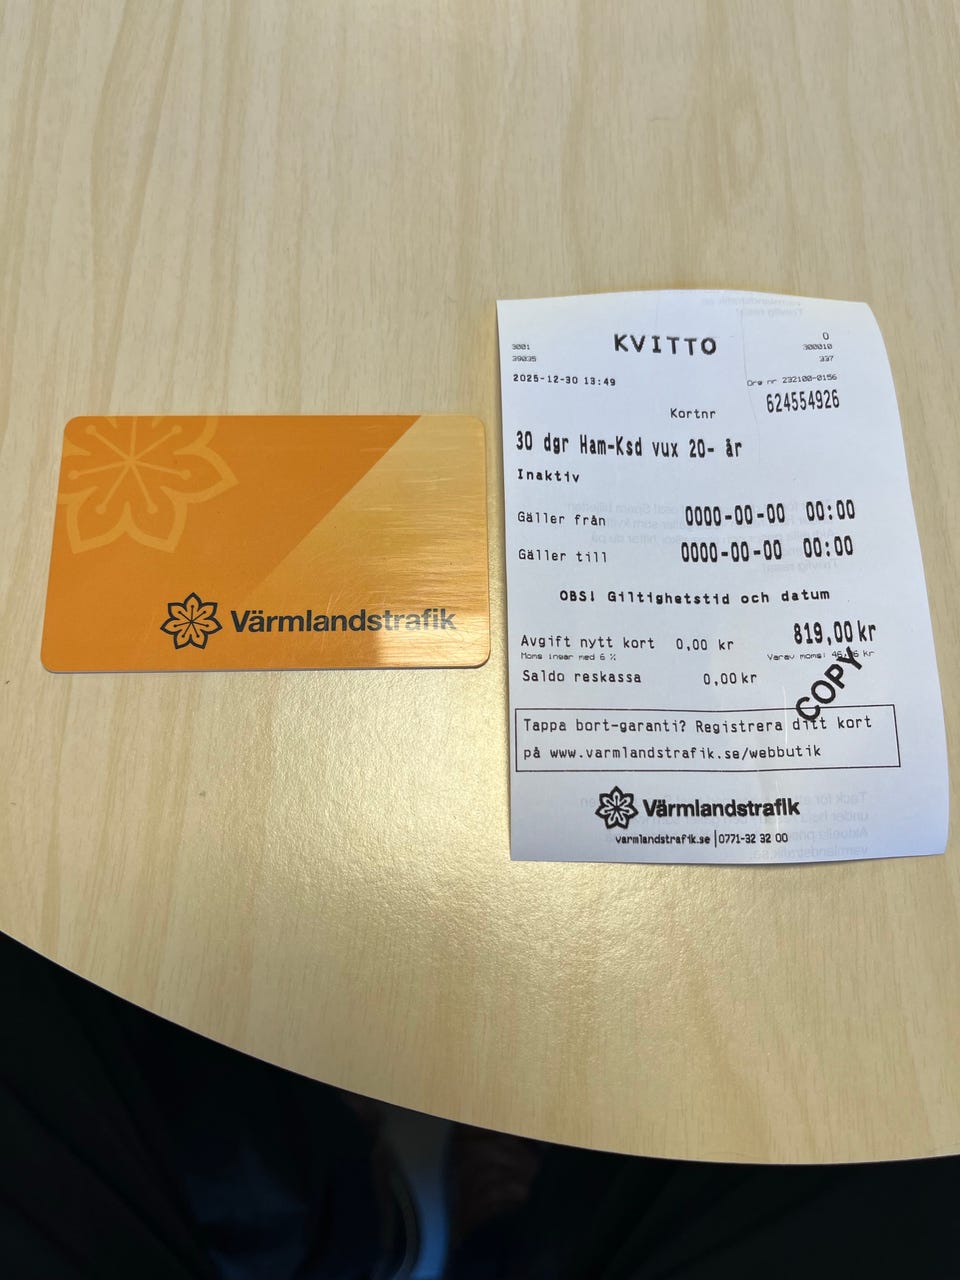 Värmlandstrafik
KVITTO
0
3001
300010
39035
337
2025-12-30 13:49
Org nr 232100-0156
Kortnr 624554926
30 dgr Ham-Ksd vux 20- år
Inaktiv
Gäller från 0000-00-00 00:00
Gäller till 0000-00-00 00:00
OBS! Giltighetstid och datum
Avgift nytt kort 0,00 kr 819,00 kr
Moms ingår med 6 % Varav moms: kr
Saldo reskassa 0,00 kr
COPY
Tappa bort-garanti? Registrera ditt kort
på www.varmlandstrafik.se/webbutik
Värmlandstrafik
varmlandstrafik.se | 0771-32 32 00